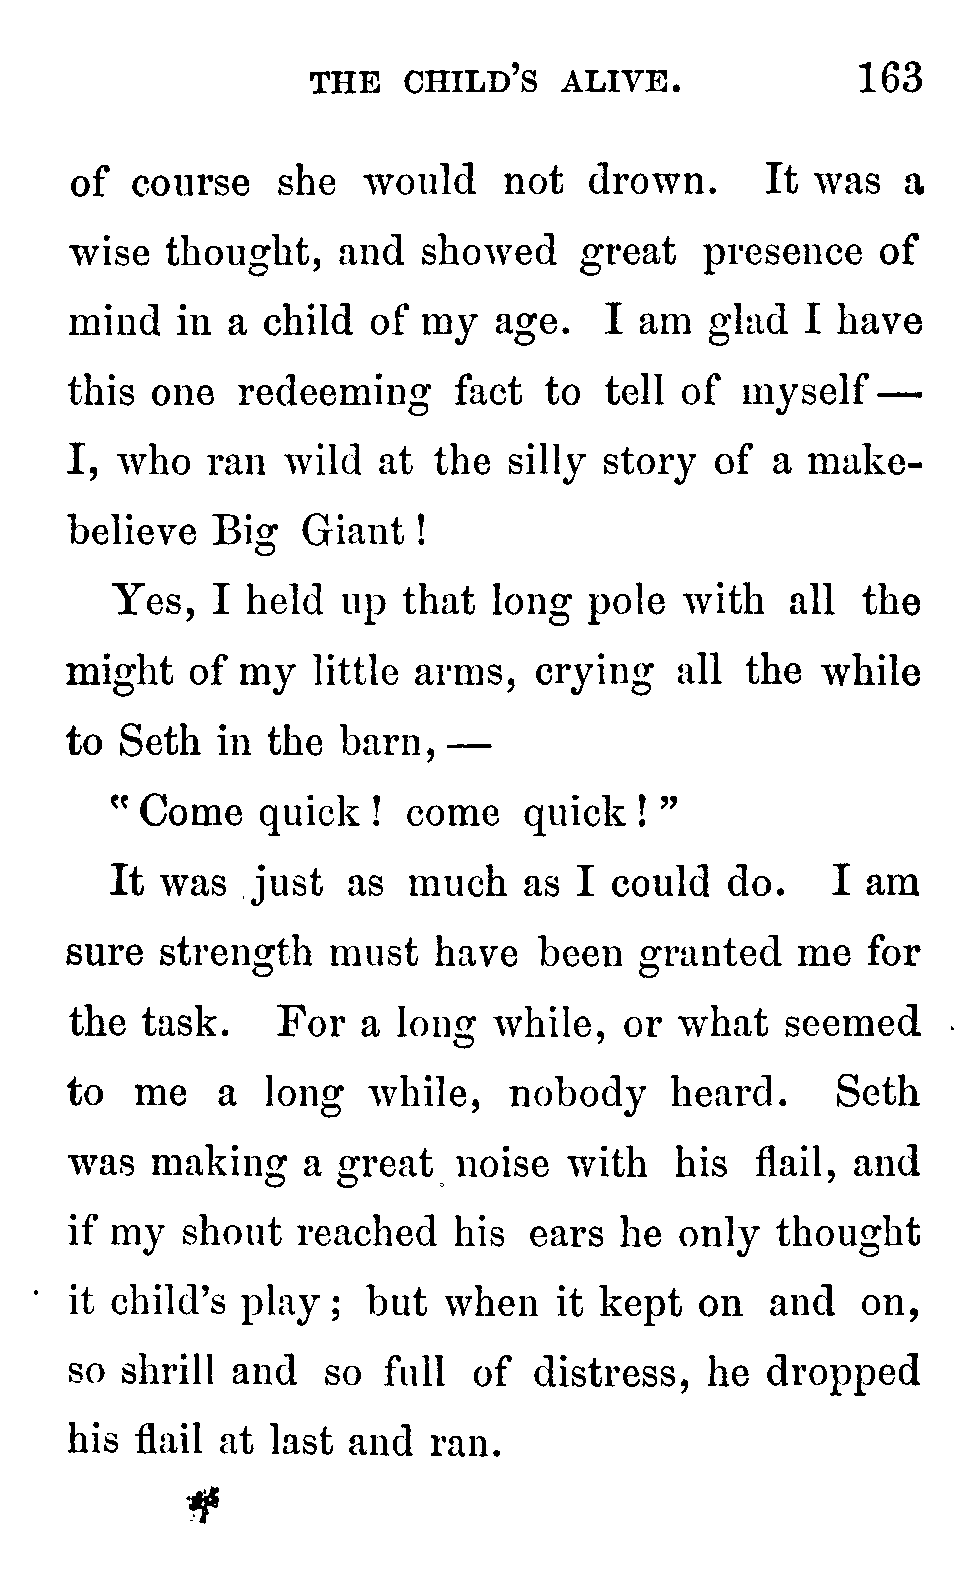 THE CHILD'S ALIVE. 163
of course she would not drown. It was a
wise thought, and showed great presence of
mind in a child of my age. I am glad I have
this one redeeming fact to tell of myself—
I, who ran wild at the silly story of a make-
believe Big Giant!
Yes, I held up that long pole with all the
might of my little arms, crying all the while
to Seth in the barn,—
"Come quick! come quick!"
It was just as much as I could do. I am
sure strength must have been granted me for
the task. For a long while, or what seemed
to me a long while, nobody heard. Seth
was making a great noise with his flail, and
if my shout reached his ears he only thought
it child's play; but when it kept on and on,
so shrill and so full of distress, he dropped
his flail at last and ran.